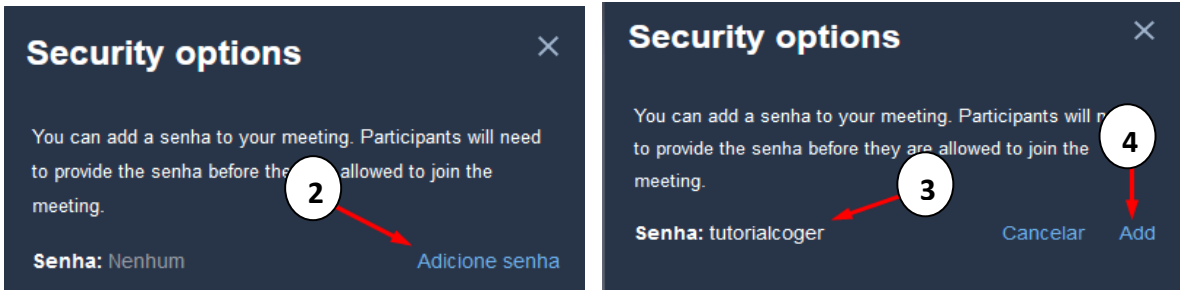 Security options
You can add a senha to your meeting. Participants will need
to provide the senha before they allowed to join the
meeting.
2
Senha: Nenhum
Adicione senha
Security options
You can add a senha to your meeting. Participants will
to provide the senha before they are allowed to join the
meeting.
4
3
Senha: tutorialcoger
Cancelar
Add